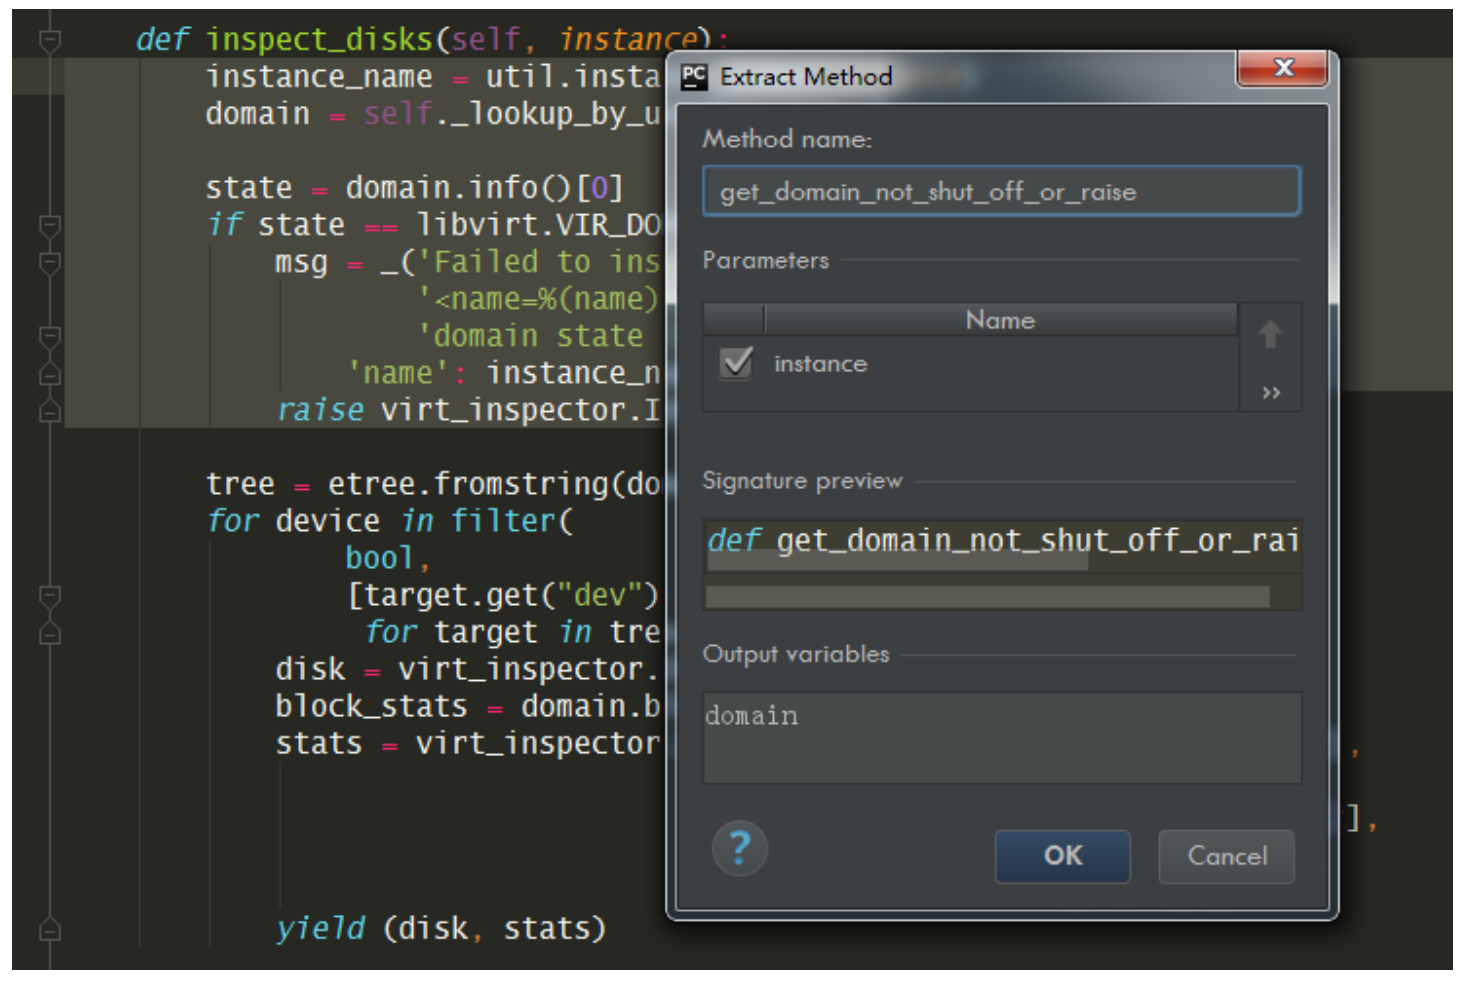 def inspect_disks(self, instance):
instance_name = util.insta
domain = self._lookup_by_u
state = domain.info()[0]
if state == libvirt.VIR_DO
msg = _('Failed to ins
'<name=%(name)
'domain state
'name': instance_n
raise virt_inspector.I
tree = etree.fromstring(do
for device in filter(
bool,
[target.get("dev")
for target in tre
disk = virt_inspector.
block_stats = domain.b
stats = virt_inspector
,
],
yield (disk, stats)
PC Extract Method
Method name:
get_domain_not_shut_off_or_raise
Parameters
Name
instance
Signature preview
def get_domain_not_shut_off_or_rai
Output variables
domain
?
OK
Cancel